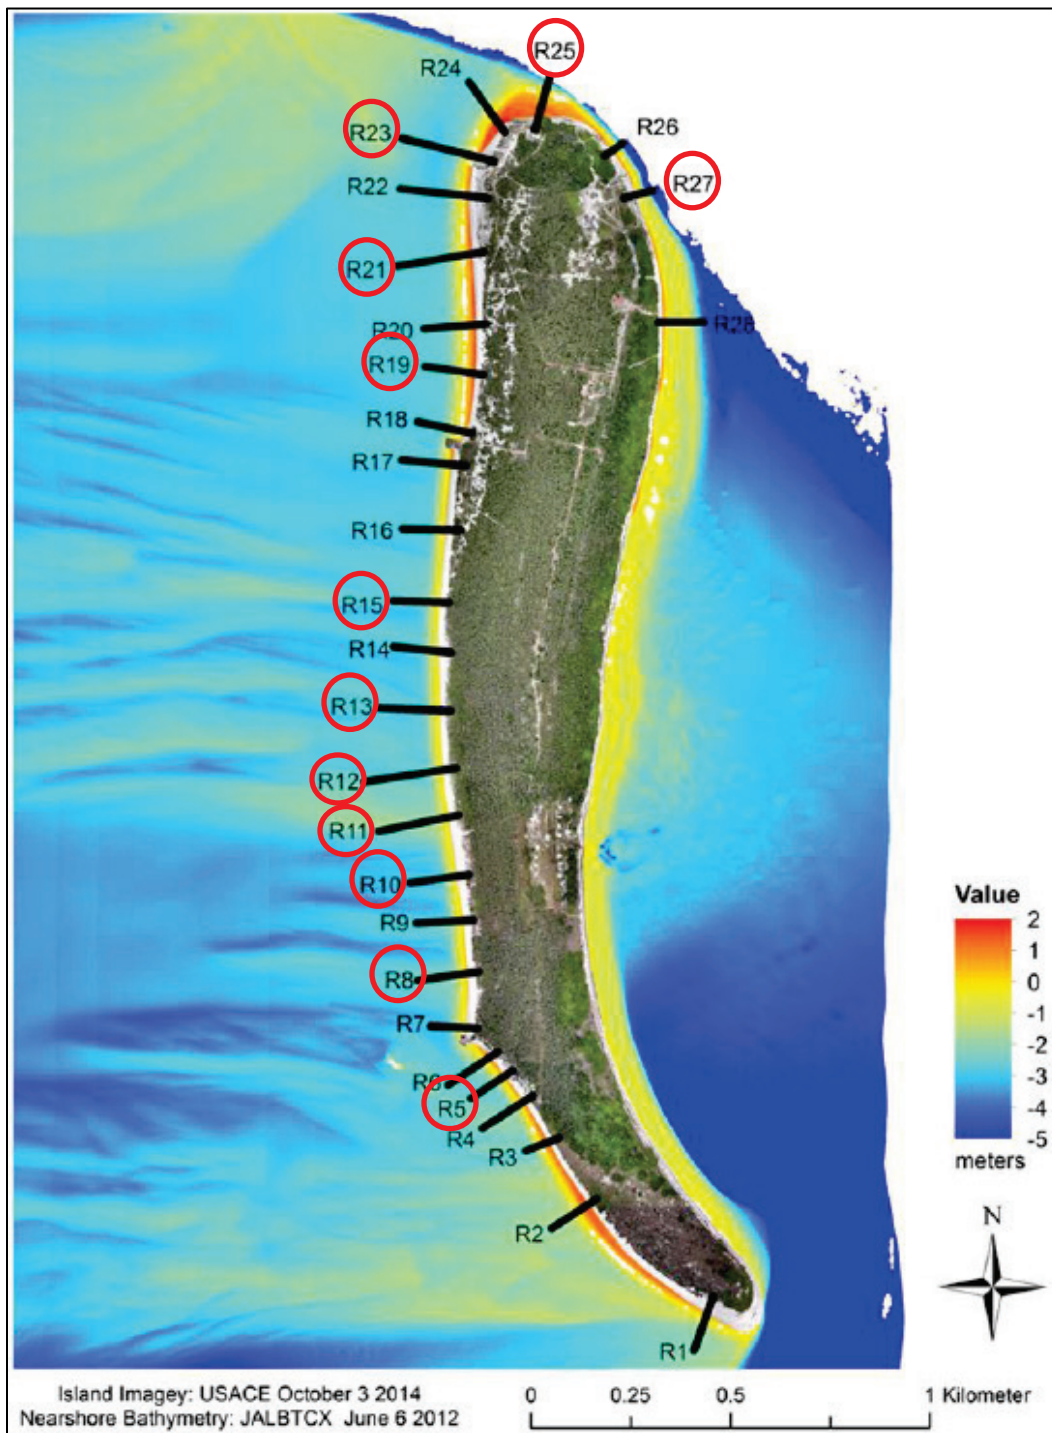 R25
R24
R23
R26
R27
R22
R21
R20
R28
R19
R18
R17
R16
R15
R14
R13
R12
R11
R10
R9
R8
R7
R6
R5
R4
R3
R2
R1
Value
2
1
0
-1
-2
-3
-4
-5
meters
N
Island Imagey: USACE October 3 2014
Nearshore Bathymetry: JALBTCX June 6 2012
0 0.25 0.5 1 Kilometer